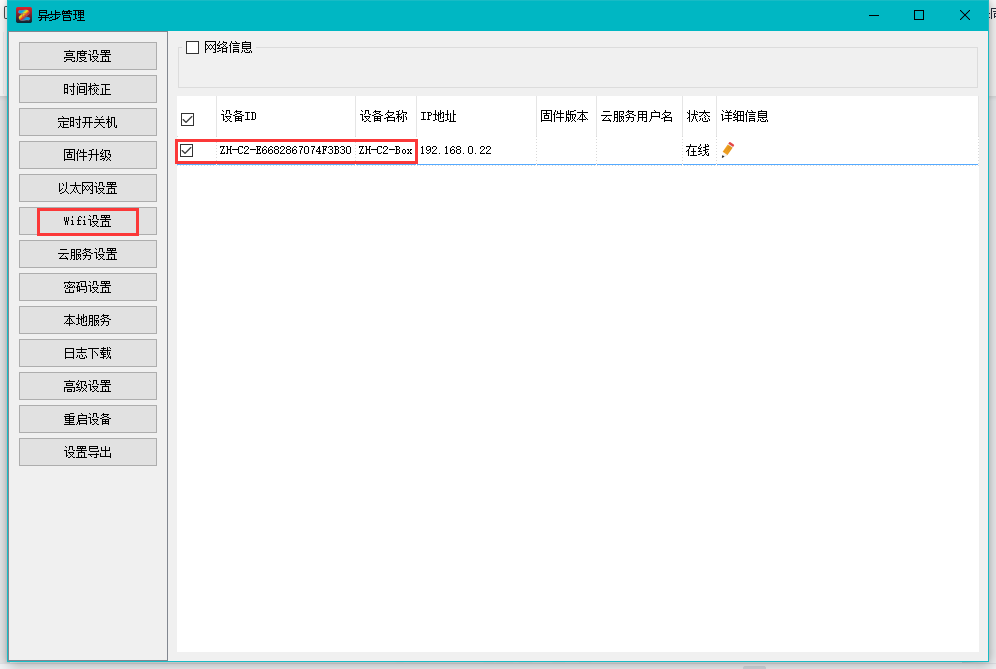 异步管理
亮度设置
时间校正
定时开关机
固件升级
以太网设置
Wifi设置
云服务设置
密码设置
本地服务
日志下载
高级设置
重启设备
设置导出
网络信息
设备ID 设备名称 IP地址 固件版本 云服务用户名 状态 详细信息
ZH-C2-E6682867074F3B30 ZH-C2-Box 192.168.0.22 在线